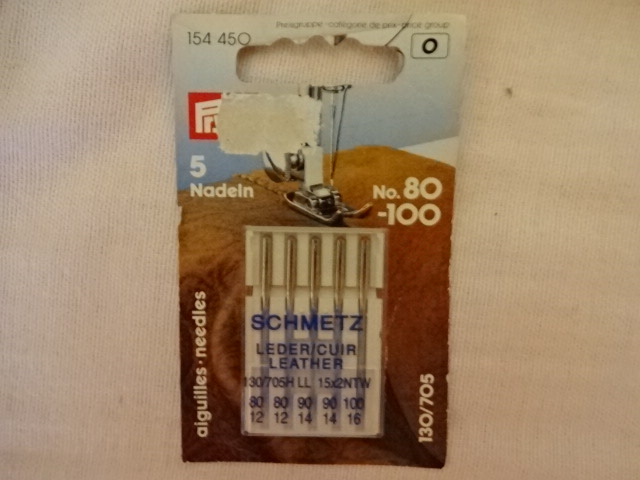 Preisgruppe · catégorie de prix · price group
154 450
O
5
Nadeln
No. 80
-100
aiguilles · needles
SCHMETZ
LEDER/CUIR
LEATHER
130/705H LL 15x2NTW
80 80 90 90 100
12 12 14 14 16
130/705